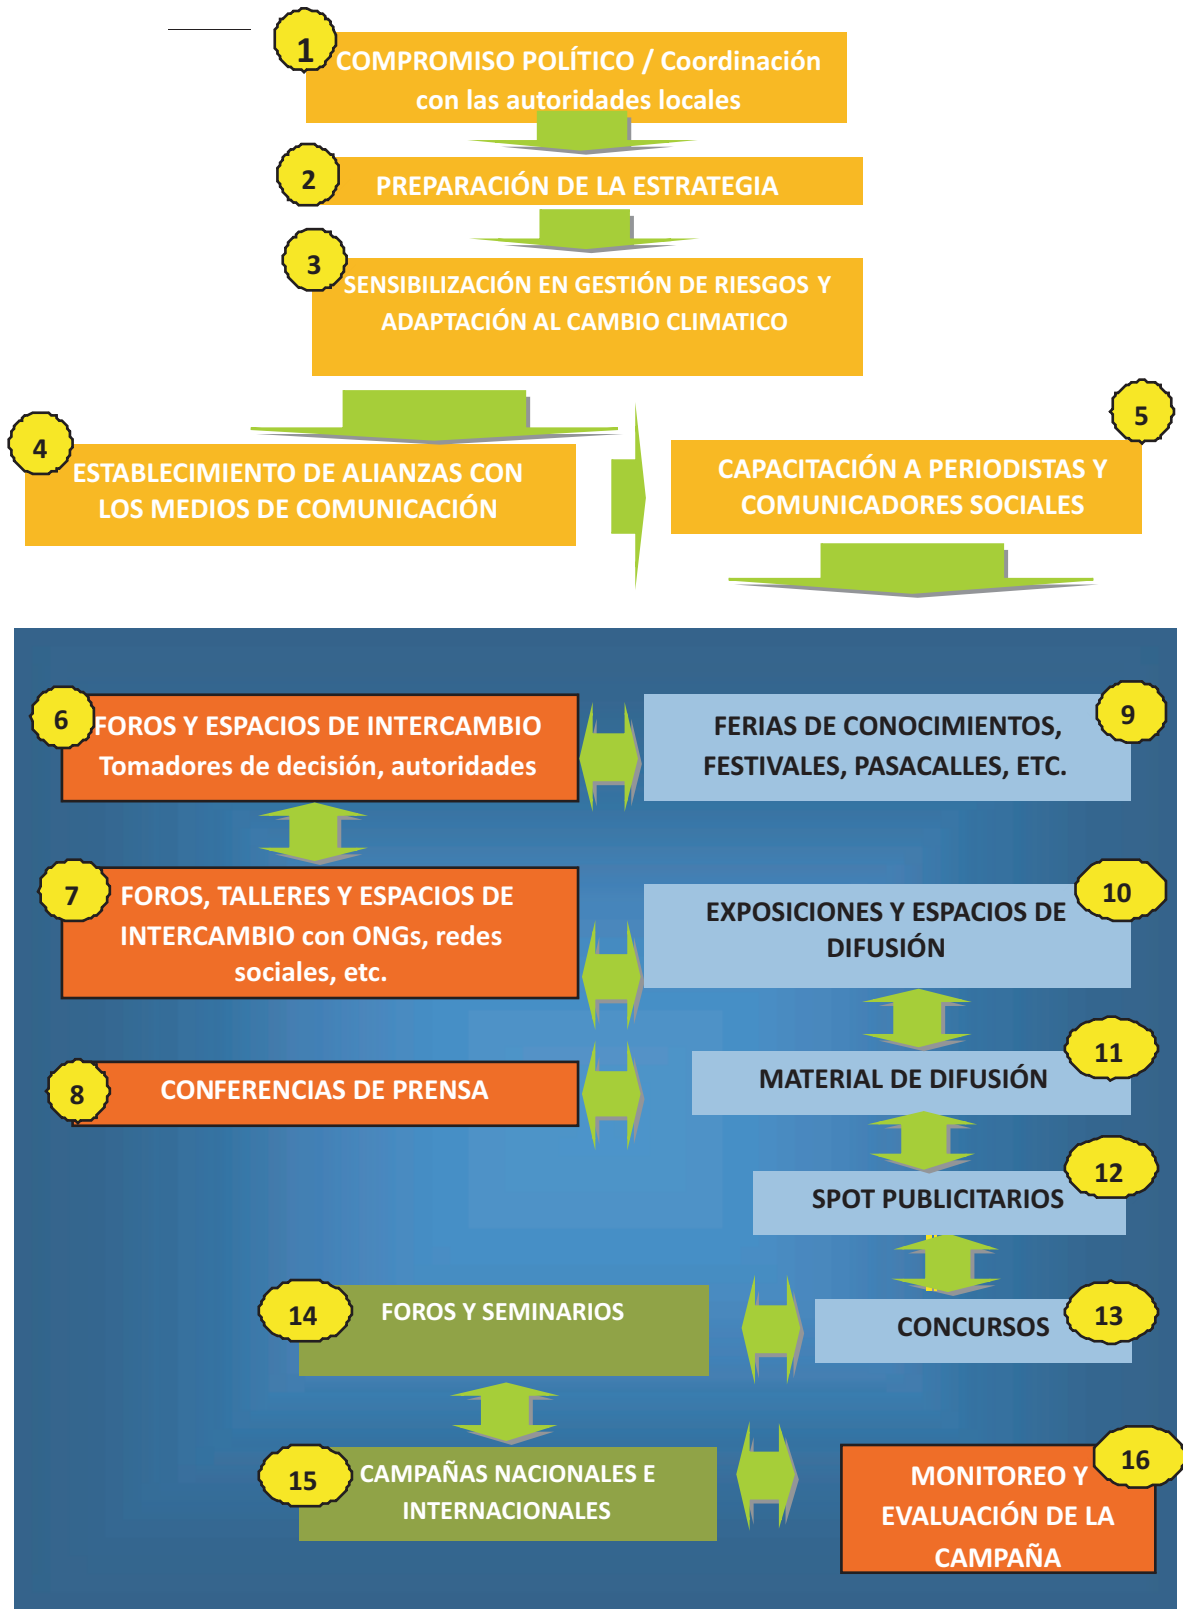 1
COMPROMISO POLÍTICO / Coordinación
con las autoridades locales
2
PREPARACIÓN DE LA ESTRATEGIA
3
SENSIBILIZACIÓN EN GESTIÓN DE RIESGOS Y
ADAPTACIÓN AL CAMBIO CLIMATICO
4
ESTABLECIMIENTO DE ALIANZAS CON
LOS MEDIOS DE COMUNICACIÓN
5
CAPACITACIÓN A PERIODISTAS Y
COMUNICADORES SOCIALES
6
FOROS Y ESPACIOS DE INTERCAMBIO
Tomadores de decisión, autoridades
9
FERIAS DE CONOCIMIENTOS,
FESTIVALES, PASACALLES, ETC.
7
FOROS, TALLERES Y ESPACIOS DE
INTERCAMBIO con ONGs, redes
sociales, etc.
10
EXPOSICIONES Y ESPACIOS DE
DIFUSIÓN
8
CONFERENCIAS DE PRENSA
11
MATERIAL DE DIFUSIÓN
12
SPOT PUBLICITARIOS
14
FOROS Y SEMINARIOS
13
CONCURSOS
15
CAMPAÑAS NACIONALES E
INTERNACIONALES
16
MONITOREO Y
EVALUACIÓN DE LA
CAMPAÑA